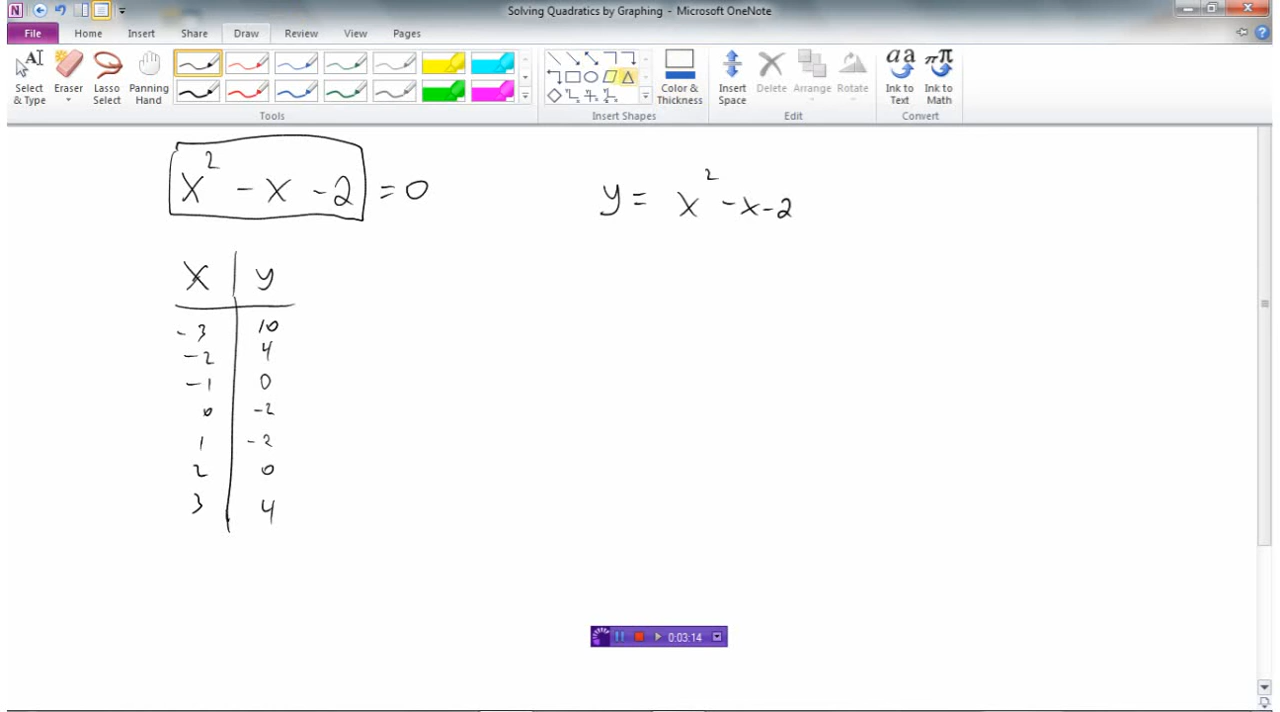 Solving Quadratics by Graphing - Microsoft OneNote
File Home Insert Share Draw Review View Pages
Select & Type Eraser Lasso Select Panning Hand Color & Thickness Insert Space Delete Arrange Rotate Ink to Text Ink to Math
Tools Insert Shapes Edit Convert
x² - x - 2 = 0
y = x² - x - 2
x y
-3 10
-2 4
-1 0
0 -2
1 -2
2 0
3 4
0:03:14